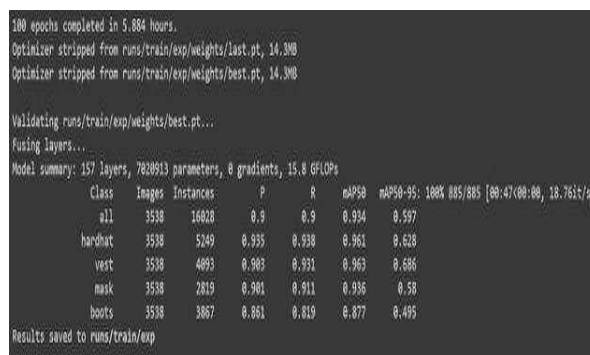 100 epochs completed in 5.884 hours.
Optimizer stripped from runs/train/exp/weights/last.pt, 14.3MB
Optimizer stripped from runs/train/exp/weights/best.pt, 14.3MB
Validating runs/train/exp/weights/best.pt...
Fusing layers...
Model summary: 157 layers, 7020913 parameters, 0 gradients, 15.8 GFLOPs
Class Images Instances P R mAP50 mAP50-95: 100% 885/885 [00:47<00:00, 18.76it/s
all 3538 16028 0.9 0.9 0.934 0.597
hardhat 3538 5249 0.935 0.938 0.961 0.628
vest 3538 4093 0.903 0.931 0.963 0.686
mask 3538 2819 0.901 0.911 0.936 0.58
boots 3538 3867 0.861 0.819 0.877 0.495
Results saved to runs/train/exp